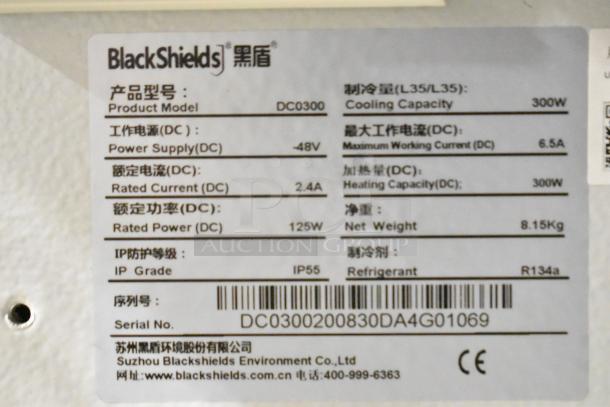 BlackShields® 黑盾®
产品型号：
Product Model DC0300
制冷量(L35/L35):
Cooling Capacity 300W
工作电源(DC)：
Power Supply(DC) -48V
最大工作电流(DC):
Maximum Working Current (DC) 6.5A
额定电流(DC):
Rated Current (DC) 2.4A
加热量(DC):
Heating Capacity(DC): 300W
额定功率(DC):
Rated Power (DC) 125W
净重：
Net Weight 8.15Kg
IP防护等级：
IP Grade IP55
制冷剂：
Refrigerant R134a
AUCTION GROUP
序列号：
Serial No. DC0300200830DA4G01069
苏州黑盾环境股份有限公司
Suzhou Blackshields Environment Co.,Ltd
网址:www.blackshields.com.cn 电话:400-999-6363
CE